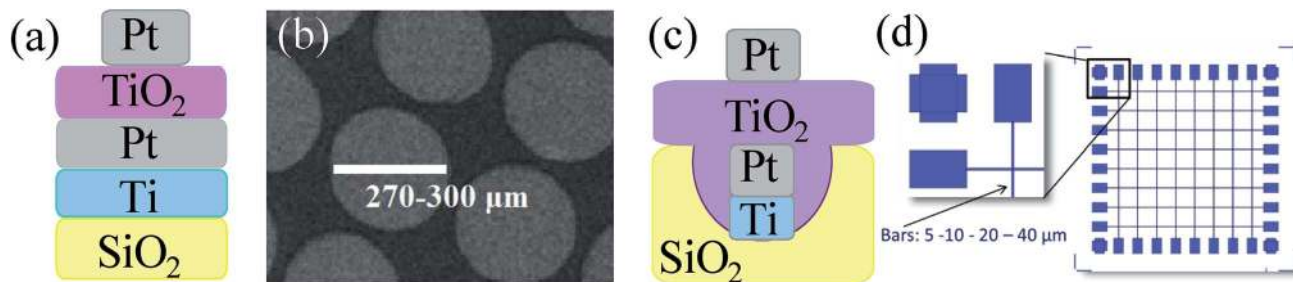 (a)
Pt
TiO2
Pt
Ti
SiO2
(b)
270-300 μm
(c)
Pt
TiO2
Pt
Ti
SiO2
(d)
Bars: 5 -10 - 20 – 40 μm